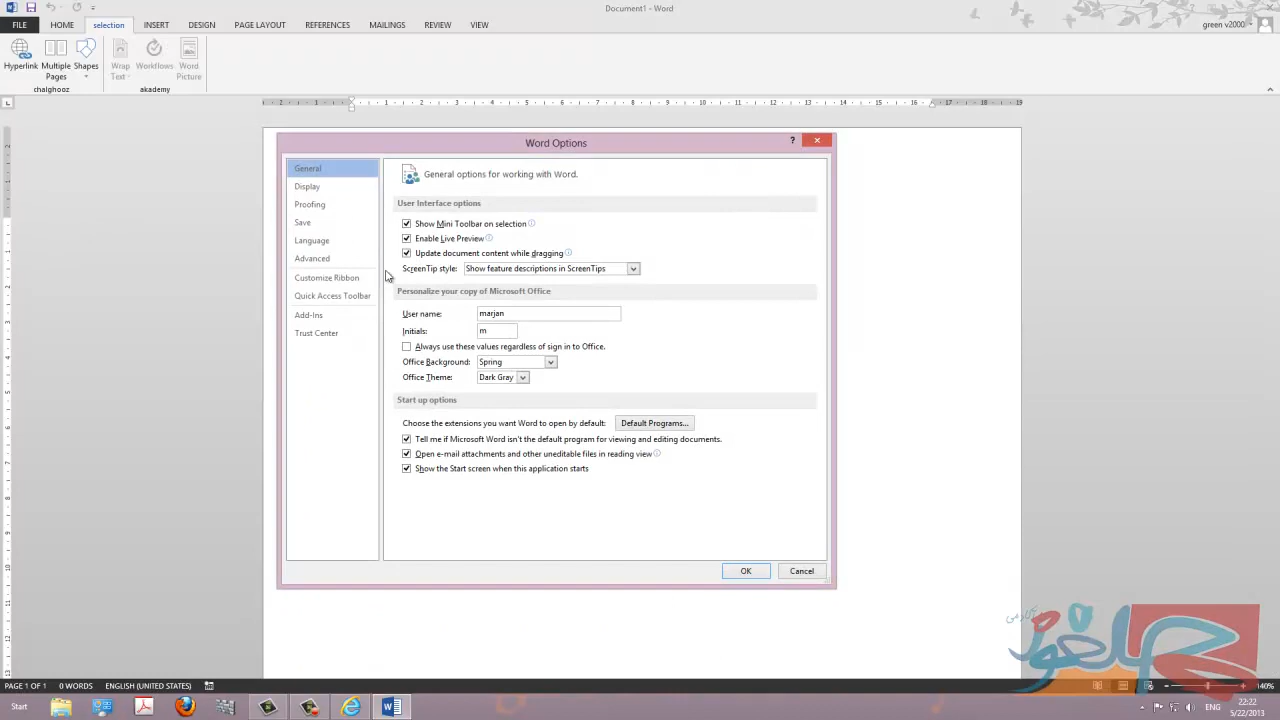 Document1 - Word
FILE HOME selection INSERT DESIGN PAGE LAYOUT REFERENCES MAILINGS REVIEW VIEW
green v2000
Hyperlink Multiple Pages Shapes Wrap Text Workflows Word Picture
chalghooz akademy
Word Options
General
Display
Proofing
Save
Language
Advanced
Customize Ribbon
Quick Access Toolbar
Add-Ins
Trust Center
General options for working with Word.
User Interface options
Show Mini Toolbar on selection
Enable Live Preview
Update document content while dragging
ScreenTip style: Show feature descriptions in ScreenTips
Personalize your copy of Microsoft Office
User name: marjan
Initials: m
Always use these values regardless of sign in to Office.
Office Background: Spring
Office Theme: Dark Gray
Start up options
Choose the extensions you want Word to open by default: Default Programs...
Tell me if Microsoft Word isn't the default program for viewing and editing documents.
Open e-mail attachments and other uneditable files in reading view
Show the Start screen when this application starts
OK Cancel
PAGE 1 OF 1 0 WORDS ENGLISH (UNITED STATES) 140%
Start ENG 22:22
5/22/2013